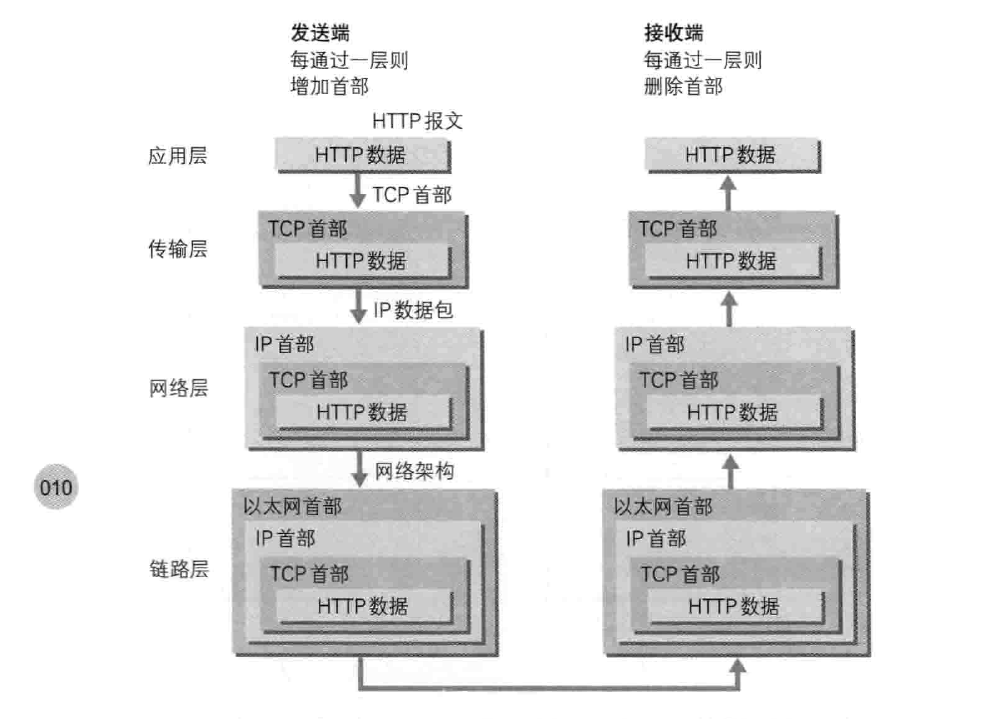 发送端
每通过一层则
增加首部
接收端
每通过一层则
删除首部
HTTP 报文
应用层
HTTP 数据
HTTP 数据
TCP 首部
传输层
TCP 首部
HTTP 数据
TCP 首部
HTTP 数据
IP 数据包
网络层
IP 首部
TCP 首部
HTTP 数据
IP 首部
TCP 首部
HTTP 数据
网络架构
010
链路层
以太网首部
IP 首部
TCP 首部
HTTP 数据
以太网首部
IP 首部
TCP 首部
HTTP 数据